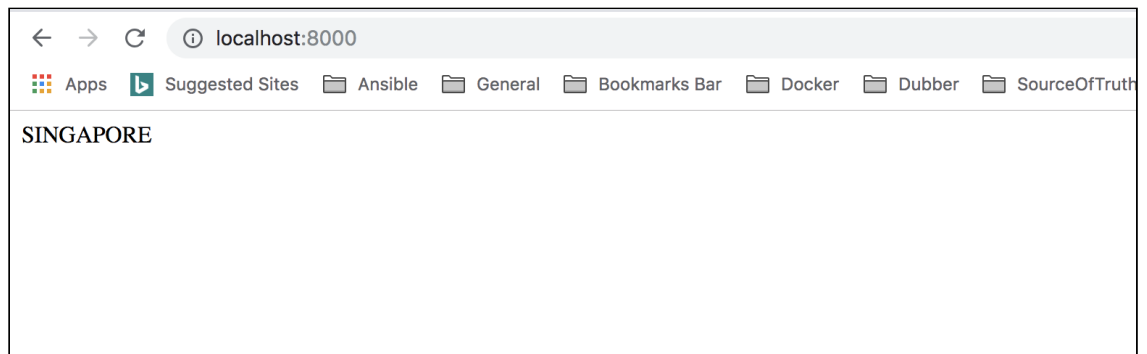 localhost:8000
Apps Suggested Sites Ansible General Bookmarks Bar Docker Dubber SourceOfTruth
SINGAPORE